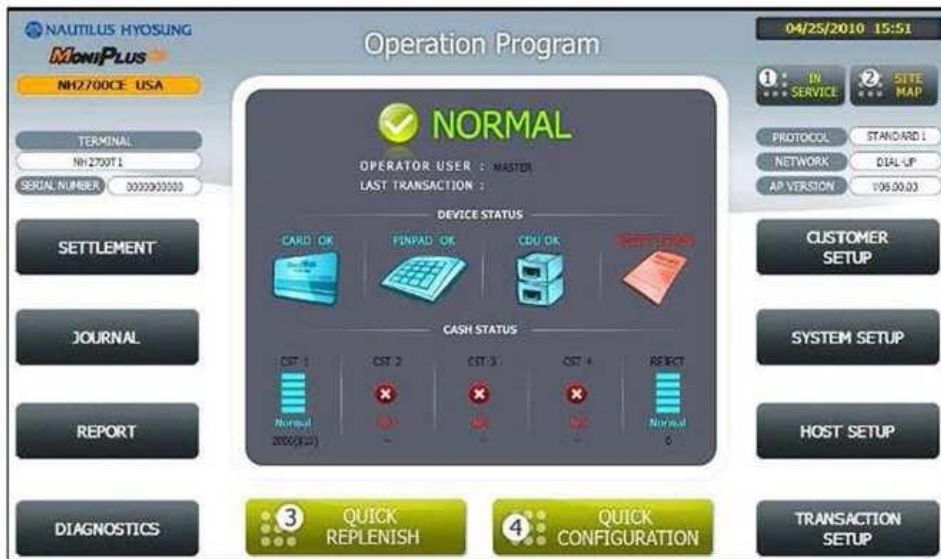 NAUTILUS HYOSUNG
MONIPLUS
NH2700CE USA
Operation Program
04/25/2010 15:51
1 IN SERVICE
2 SITE MAP
TERMINAL
NH2700T1
SERIAL NUMBER 0000000000
PROTOCOL STANDARD1
NETWORK DIAL-UP
AP VERSION V06.00.03
NORMAL
OPERATOR USER : MASTER
LAST TRANSACTION :
DEVICE STATUS
CARD OK
PINPAD OK
CDU OK
CASH STATUS
CST 1
CST 2
CST 3
CST 4
REJECT
Normal
Normal
0
SETTLEMENT
JOURNAL
REPORT
DIAGNOSTICS
CUSTOMER
SETUP
SYSTEM SETUP
HOST SETUP
TRANSACTION
SETUP
3 QUICK
REPLENISH
4 QUICK
CONFIGURATION